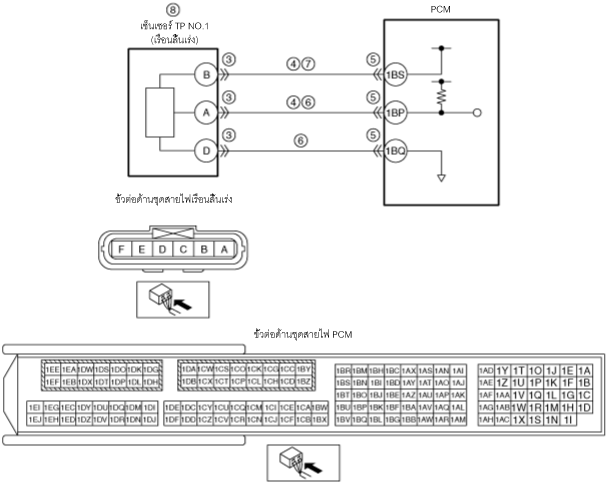 ⑧
เซ็นเซอร์ TP NO.1
(เรือนลิ้นเร่ง)
PCM
B ③ ④⑦ ⑤ 1BS
A ③ ④⑥ ⑤ 1BP
D ③ ⑥ ⑤ 1BQ
ขั้วต่อด้านชุดสายไฟเรือนลิ้นเร่ง
F E D C B A
ขั้วต่อด้านชุดสายไฟ PCM
1EE 1EA 1DW 1DS 1DO 1DK 1DG 1DA 1CW 1CS 1CO 1CK 1CG 1CC 1BY 1BR 1BM 1BH 1BC 1AX 1AS 1AN 1AI 1AD 1Y 1T 1O 1J 1E 1A
1EF 1EB 1DX 1DT 1DP 1DL 1DH 1DB 1CX 1CT 1CP 1CL 1CH 1CD 1BZ 1BS 1BN 1BI 1BD 1AY 1AT 1AO 1AJ 1AE 1Z 1U 1P 1K 1F 1B
1BT 1BO 1BJ 1BE 1AZ 1AU 1AP 1AK 1AF 1AA 1V 1Q 1L 1G 1C
1EI 1EG 1EC 1DY 1DU 1DQ 1DM 1DI 1DE 1DC 1CY 1CU 1CQ 1CM 1CI 1CE 1CA 1BW 1BU 1BP 1BK 1BF 1BA 1AV 1AQ 1AL 1AG 1AB 1W 1R 1M 1H 1D
1EJ 1EH 1ED 1DZ 1DV 1DR 1DN 1DJ 1DF 1DD 1CZ 1CV 1CR 1CN 1CJ 1CF 1CB 1BX 1BV 1BQ 1BL 1BG 1BB 1AW 1AR 1AM 1AH 1AC 1X 1S 1N 1I